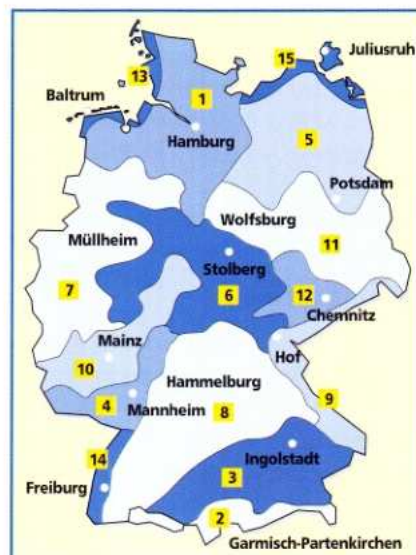 15
Juliusruh
13
Baltrum
1
Hamburg
5
Potsdam
Wolfsburg
Müllheim
11
Stolberg
7
6
12
Chemnitz
Mainz
Hof
10
Hammelburg
9
4
Mannheim
8
14
Ingolstadt
3
Freiburg
2
Garmisch-Partenkirchen